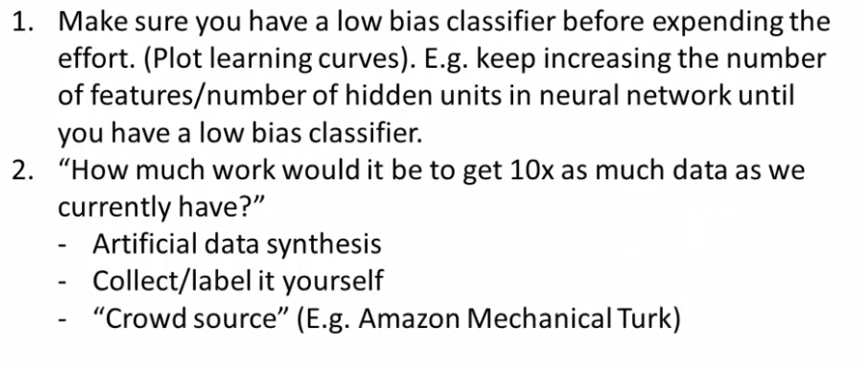 1. Make sure you have a low bias classifier before expending the
effort. (Plot learning curves). E.g. keep increasing the number
of features/number of hidden units in neural network until
you have a low bias classifier.
2. “How much work would it be to get 10x as much data as we
currently have?”
- Artificial data synthesis
- Collect/label it yourself
- “Crowd source” (E.g. Amazon Mechanical Turk)